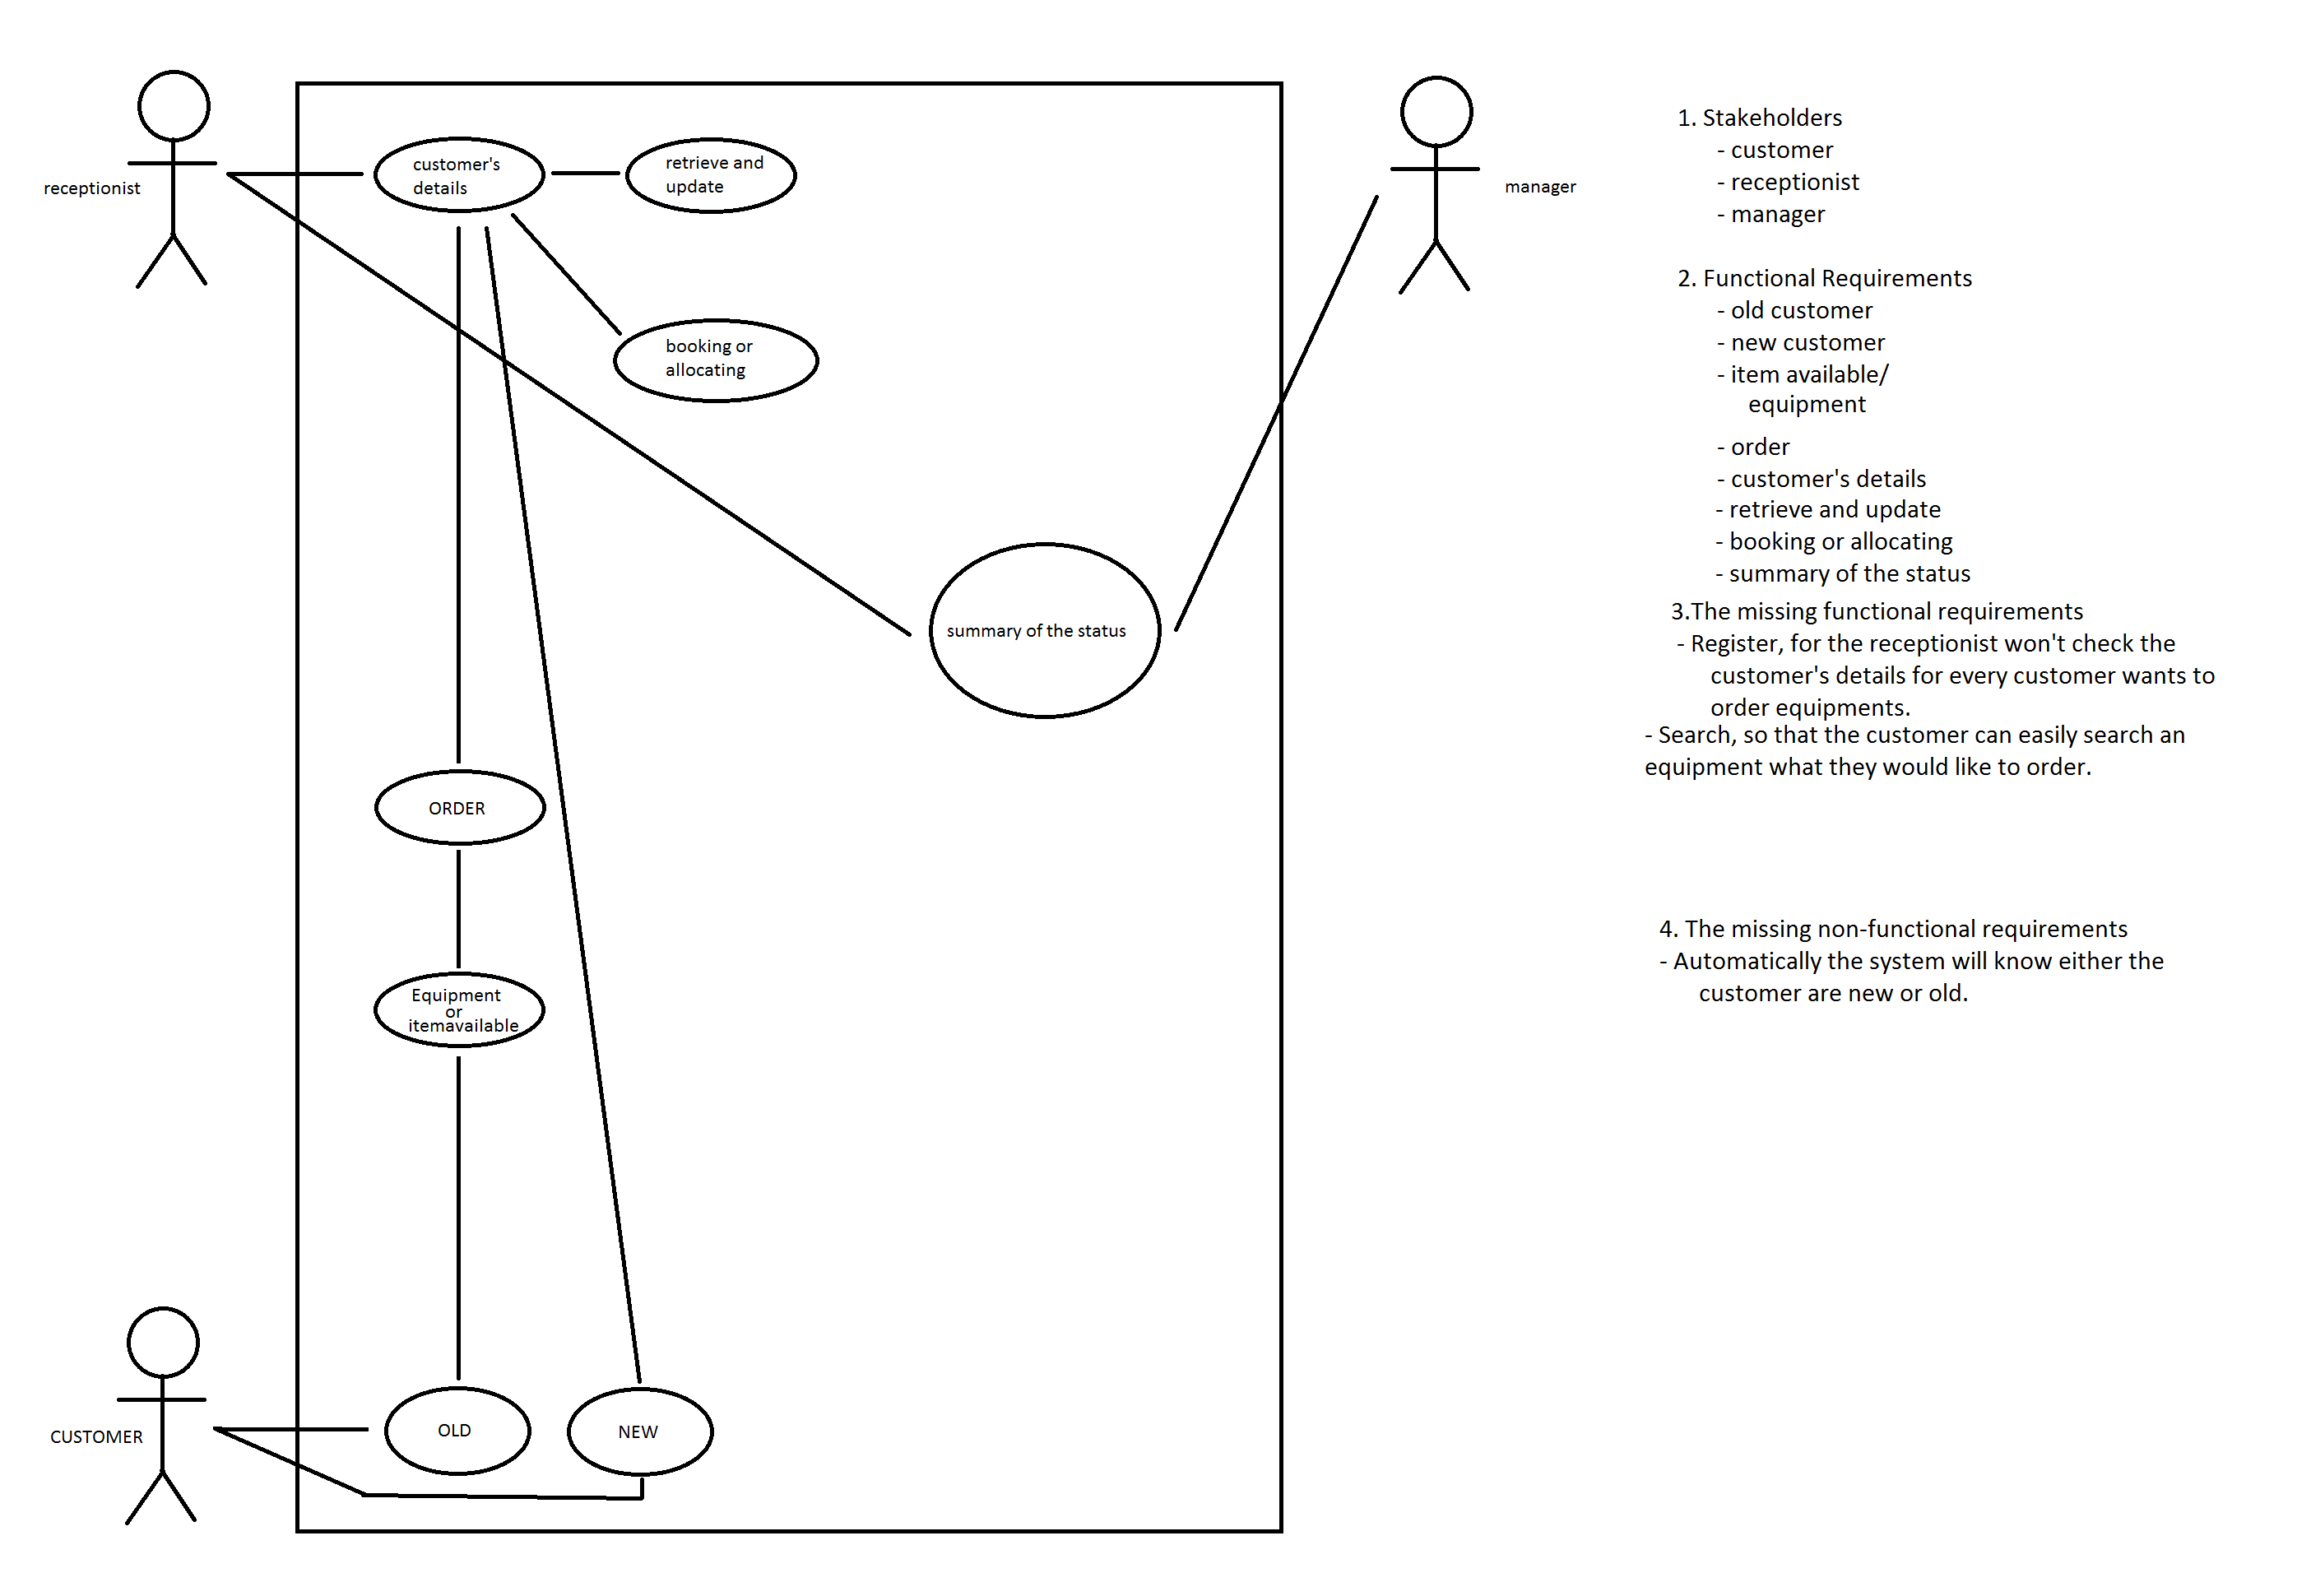 receptionist
customer's
details
retrieve and
update
booking or
allocating
manager
summary of the status
ORDER
Equipment
or
itemavailable
CUSTOMER
OLD
NEW
1. Stakeholders
- customer
- receptionist
- manager
2. Functional Requirements
- old customer
- new customer
- item available/
equipment
- order
- customer's details
- retrieve and update
- booking or allocating
- summary of the status
3.The missing functional requirements
- Register, for the receptionist won't check the
customer's details for every customer wants to
order equipments.
- Search, so that the customer can easily search an
equipment what they would like to order.
4. The missing non-functional requirements
- Automatically the system will know either the
customer are new or old.